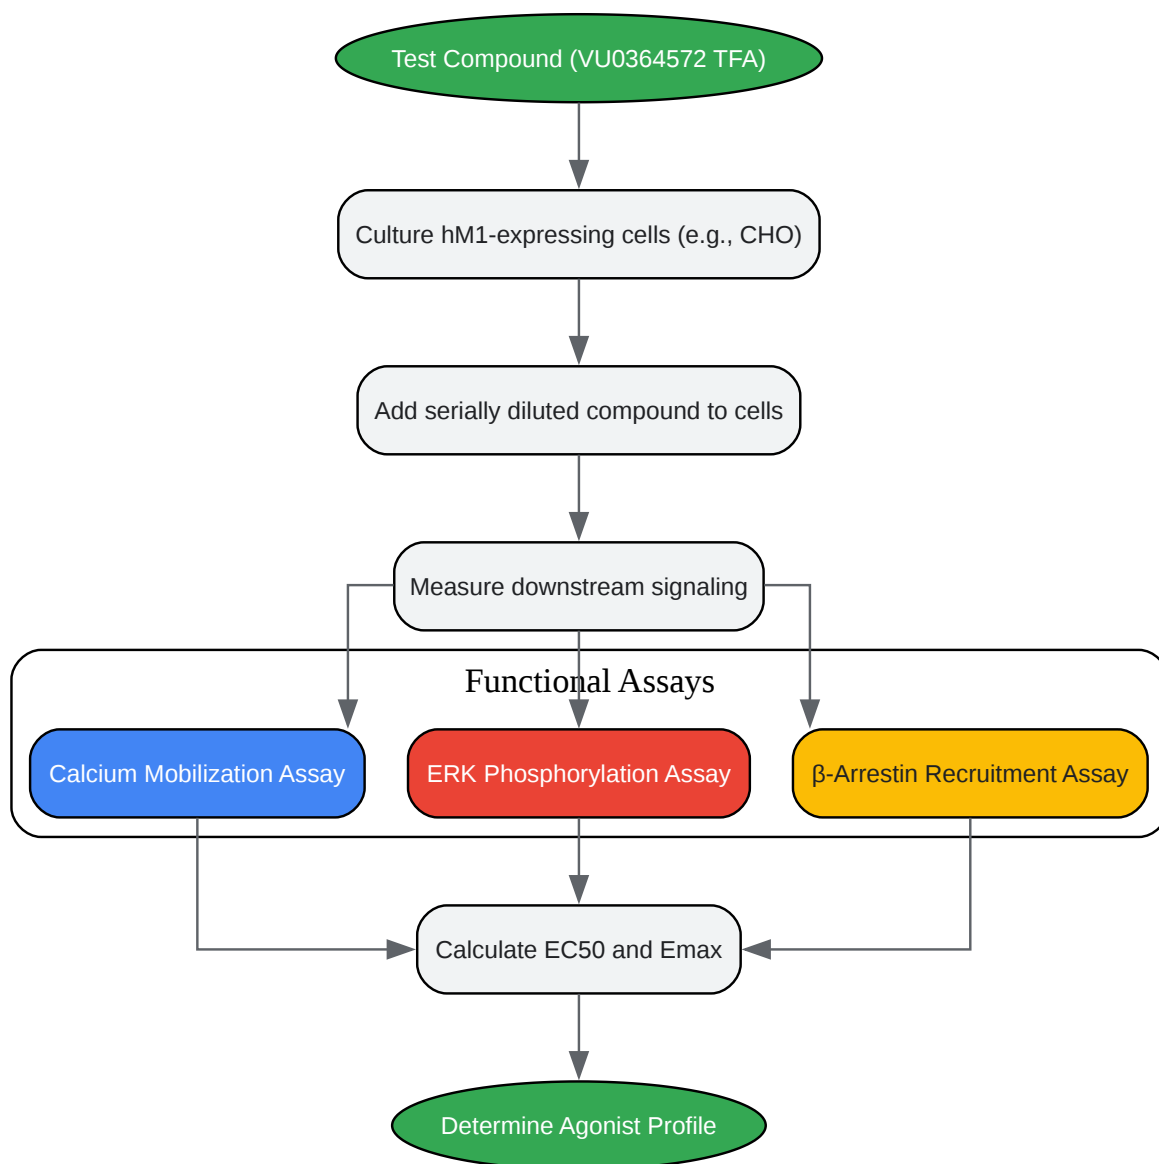 Test Compound (VU0364572 TFA)
Culture hM1-expressing cells (e.g., CHO)
Add serially diluted compound to cells
Measure downstream signaling
Functional Assays
Calcium Mobilization Assay
ERK Phosphorylation Assay
β-Arrestin Recruitment Assay
Calculate EC50 and Emax
Determine Agonist Profile